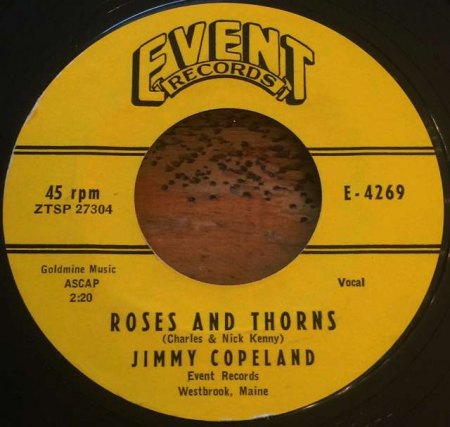 EVENT
RECORDS
45 rpm
ZTSP 27304
E-4269
Goldmine Music
ASCAP
2:20
Vocal
ROSES AND THORNS
(Charles & Nick Kenny)
JIMMY COPELAND
Event Records
Westbrook, Maine